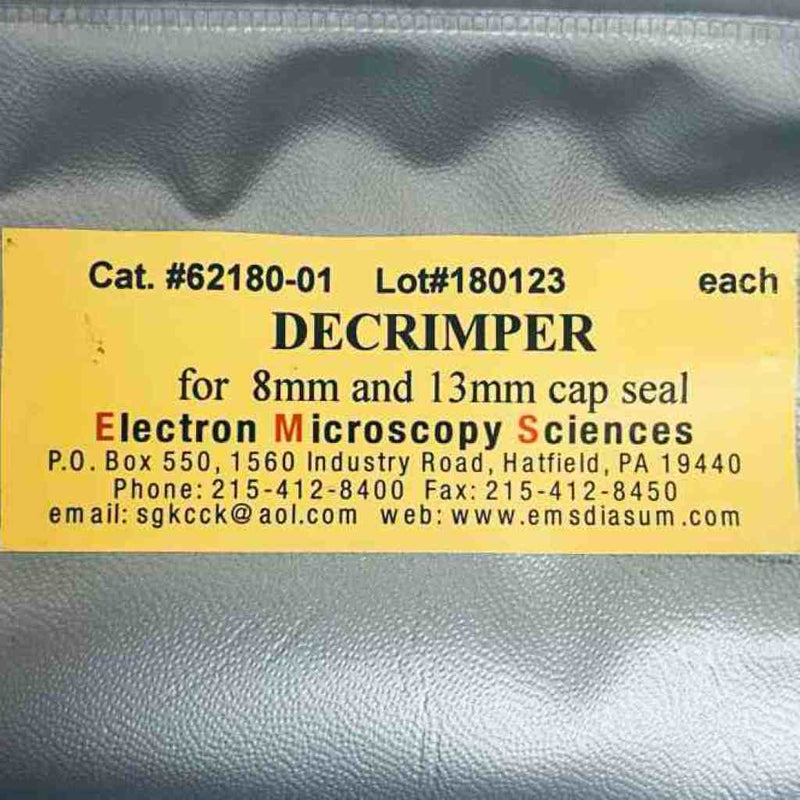 Cat. #62180-01 Lot#180123 each
DECRIMPER
for 8mm and 13mm cap seal
Electron Microscopy Sciences
P.O. Box 550, 1560 Industry Road, Hatfield, PA 19440
Phone: 215-412-8400 Fax: 215-412-8450
email: sgkcck@aol.com web: www.emsdiasum.com